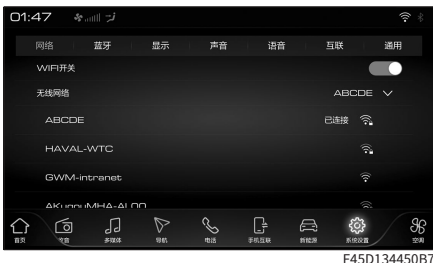 01:47
网络 蓝牙 显示 声音 语音 互联 通用
WIFI开关
无线网络 ABCDE
ABCDE 已连接
HAVAL-WTC
GWM-intranet
首页 收音 多媒体 导航 电话 手机互联 新能源 系统设置 空调
F45D134450B7